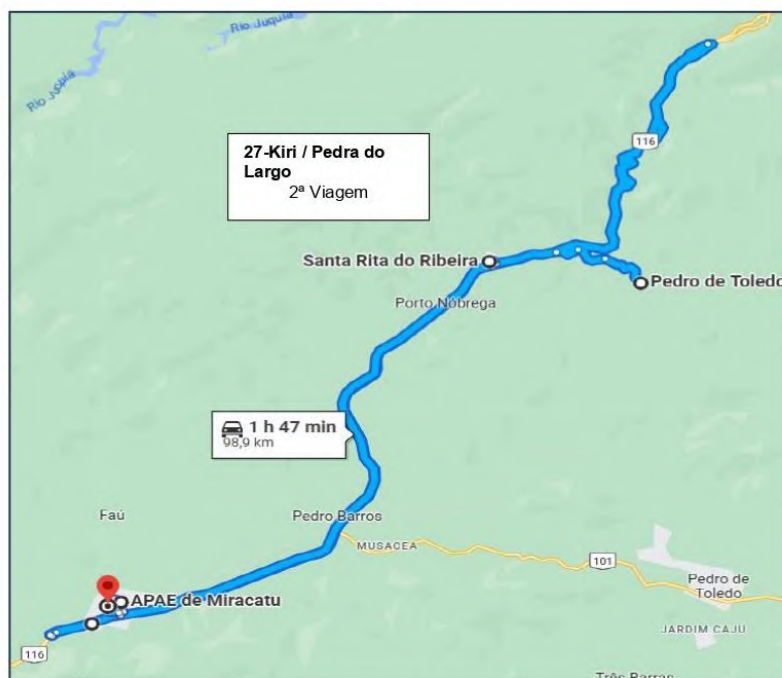 Rio Juquiá
Rio Juquiá
27-Kiri / Pedra do
Largo
2ª Viagem
116
Santa Rita do Ribeira
Pedro de Toledo
Porto Nóbrega
1 h 47 min
98,9 km
Faú
Pedro Barros
MUSACEA
101
Pedro de
Toledo
APAE de Miracatu
JARDIM CAJU
116
Três Barras